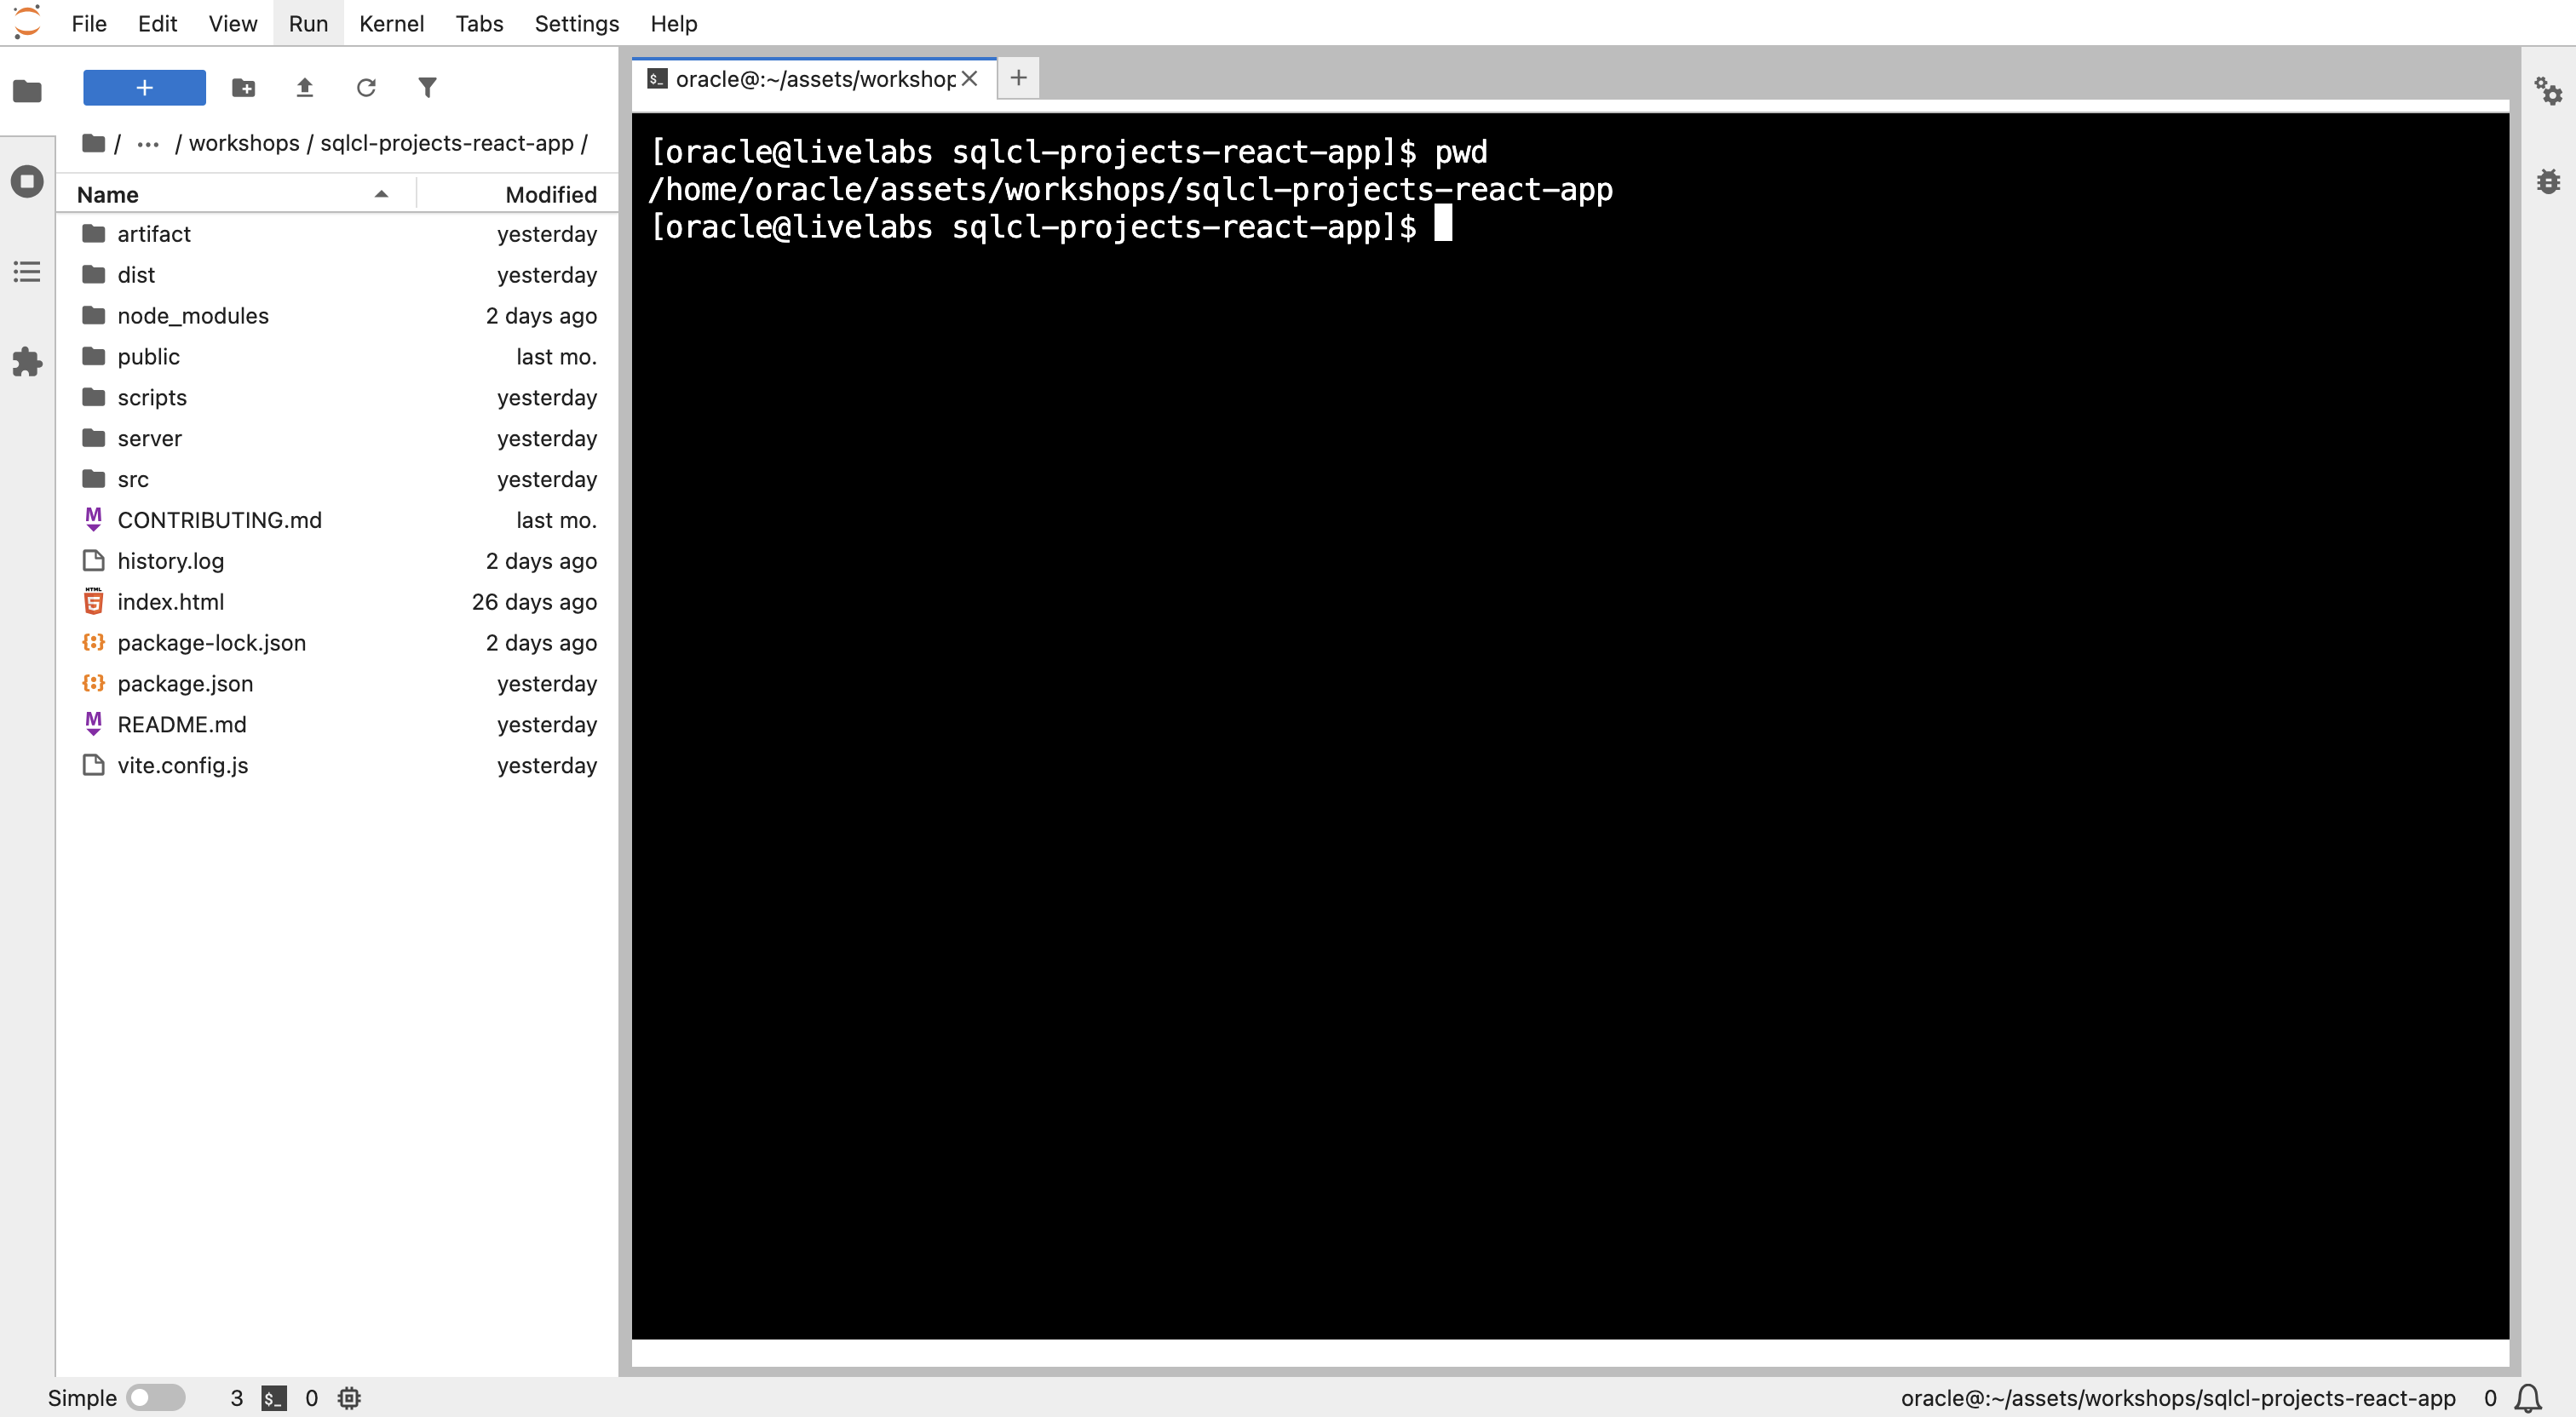 File Edit View Run Kernel Tabs Settings Help
+
/ ··· / workshops / sqlcl-projects-react-app /
Name Modified
artifact yesterday
dist yesterday
node_modules 2 days ago
public last mo.
scripts yesterday
server yesterday
src yesterday
CONTRIBUTING.md last mo.
history.log 2 days ago
index.html 26 days ago
package-lock.json 2 days ago
package.json yesterday
README.md yesterday
vite.config.js yesterday
$_ oracle@:~/assets/workshop
[oracle@livelabs sqlcl-projects-react-app]$ pwd
/home/oracle/assets/workshops/sqlcl-projects-react-app
[oracle@livelabs sqlcl-projects-react-app]$
Simple 3 $_ 0
oracle@:~/assets/workshops/sqlcl-projects-react-app 0